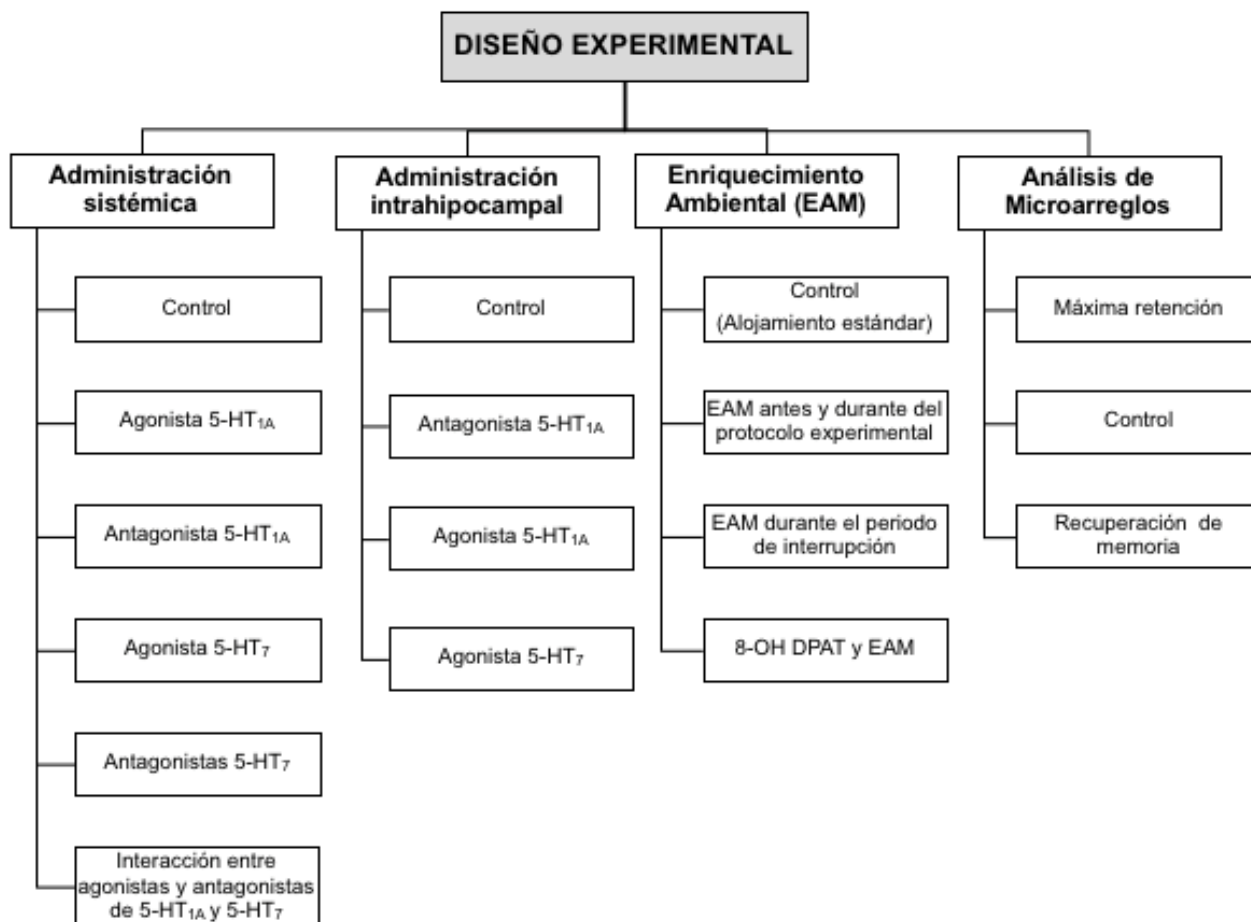 DISEÑO EXPERIMENTAL
Administración
sistémica
Control
Agonista 5-HT1A
Antagonista 5-HT1A
Agonista 5-HT7
Antagonistas 5-HT7
Interacción entre
agonistas y antagonistas
de 5-HT1A y 5-HT7
Administración
intrahipocampal
Control
Antagonista 5-HT1A
Agonista 5-HT1A
Agonista 5-HT7
Enriquecimiento
Ambiental (EAM)
Control
(Alojamiento estándar)
EAM antes y durante del
protocolo experimental
EAM durante el periodo
de interrupción
8-OH DPAT y EAM
Análisis de
Microarreglos
Máxima retención
Control
Recuperación de
memoria